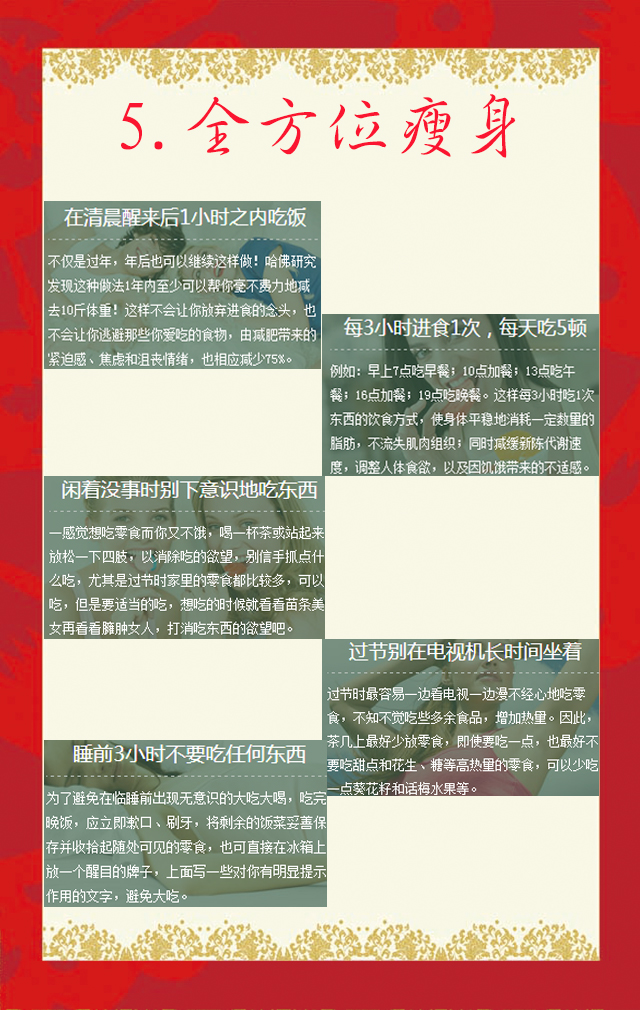 5.全方位瘦身
在清晨醒来后1小时之内吃饭
不仅是过年，年后也可以继续这样做！哈佛研究
发现这种做法1年内至少可以帮你毫不费力地减
去10斤体重！这样不会让你放弃进食的念头，也
不会让你逃避那些你爱吃的食物，由减肥带来的
紧迫感、焦虑和沮丧情绪，也相应减少75%。
每3小时进食1次，每天吃5顿
例如：早上7点吃早餐；10点加餐；13点吃午
餐；16点加餐；19点吃晚餐。这样每3小时吃1次
东西的饮食方式，使身体平稳地消耗一定数量的
脂肪，不流失肌肉组织；同时减缓新陈代谢速
度，调整人体食欲，以及因饥饿带来的不适感。
闲着没事时别下意识地吃东西
一感觉想吃零食而你又不饿，喝一杯茶或站起来
放松一下四肢，以消除吃的欲望，别信手抓点什
么吃，尤其是过节时家里的零食都比较多，可以
吃，但是要适当的吃，想吃的时候就看看苗条美
女再看看臃肿女人，打消吃东西的欲望吧。
过节别在电视机长时间坐着
过节时最容易一边看电视一边漫不经心地吃零
食，不知不觉吃些多余食品，增加热量。因此，
茶几上最好少放零食，即使要吃一点，也最好不
要吃甜点和花生、糖等高热量的零食，可以少吃
一点葵花籽和话梅水果等。
睡前3小时不要吃任何东西
为了避免在临睡前出现无意识的大吃大喝，吃完
晚饭，应立即漱口、刷牙，将剩余的饭菜妥善保
存并收拾起随处可见的零食，也可直接在冰箱上
放一个醒目的牌子，上面写一些对你有明显提示
作用的文字，避免大吃。